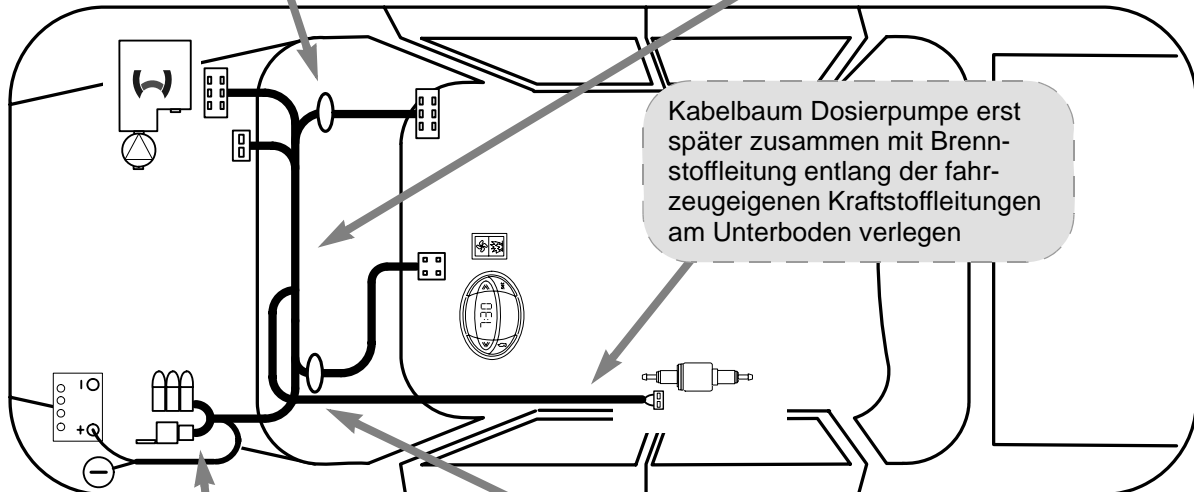 Kabelbaum Dosierpumpe erst
später zusammen mit Brenn-
stoffleitung entlang der fahr-
zeugeigenen Kraftstoffleitungen
am Unterboden verlegen